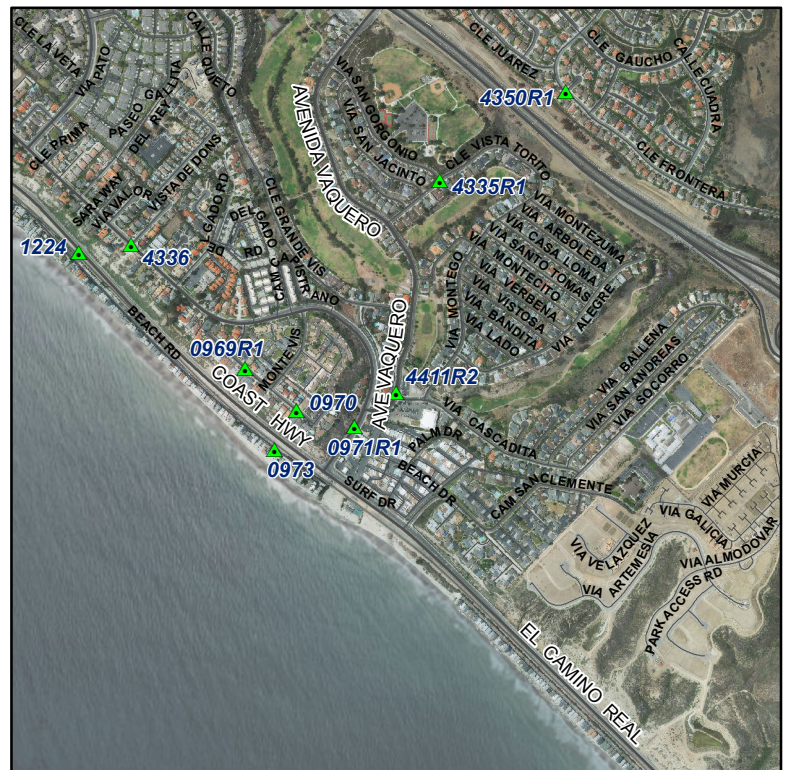 CLE LA VETA
VIA PATO
CALLE QUIETO
CLE JUAREZ
CLE GAUCHO
CALLE CUADRA
4350R1
CLE FRONTERA
PASEO GALLITA
DEL REY
CLE PRIMA
SARA WAY
VIA VALOR
VISTA DE DONS
AVENIDA VAQUERO
VIA SAN GORGONIO
VIA SAN JACINTO
CLE VISTA TORITO
4335R1
DEL GADO RD
DEL GADO RD
CLE GRANDE VIS
CAM CAPISTRANO
1224
4336
VIA MONTEZUMA
VIA ARBOLEDA
VIA CASA LOMA
VIA SANTO TOMAS
VIA MONTECITO
VIA VERBENA
VIA VISTOSA
VIA BANDITA
VIA LADO
VIA MONTEGO
VIA ALEGRE
BEACH RD
0969R1
MONTE VIS
COAST HWY
AVE VAQUERO
4411R2
VIA BALLENA
VIA SAN ANDREAS
VIA SOCORRO
0970
0971R1
0973
VIA CASCADITA
PALM DR
BEACH DR
SURF DR
CAM SAN CLEMENTE
VIA MURCIA
VIA GALICIA
VIA VELAZQUEZ
VIA ARTEMESIA
VIA ALMODOVAR
PARK ACCESS RD
EL CAMINO REAL